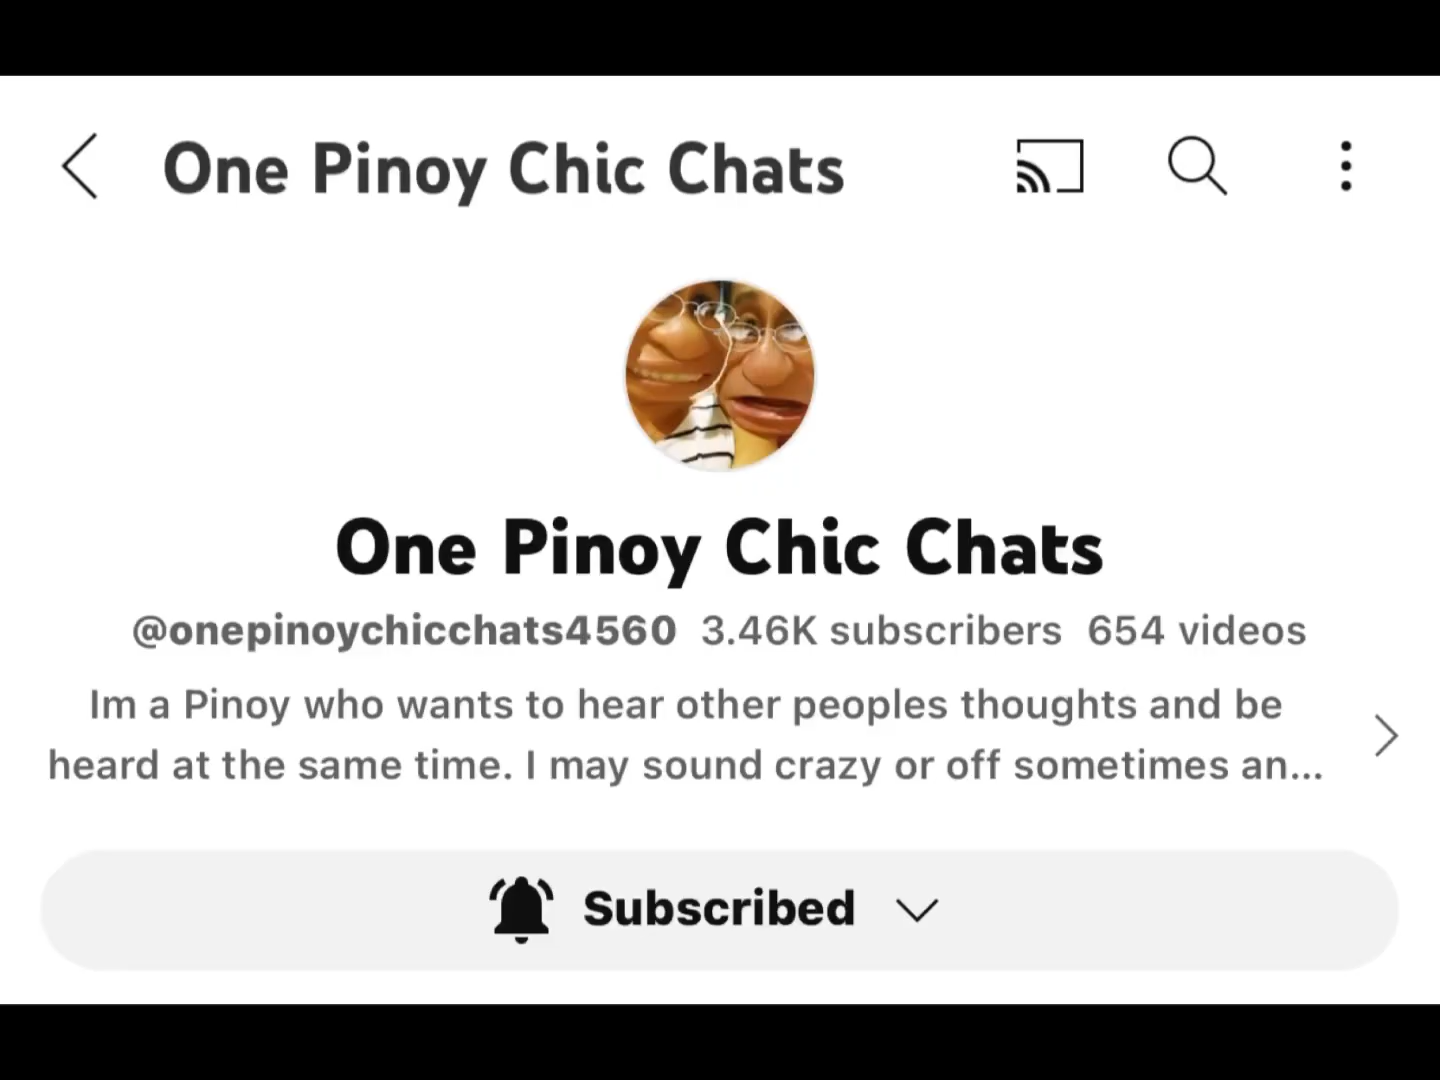 One Pinoy Chic Chats
One Pinoy Chic Chats
@onepinoychicchats4560 3.46K subscribers 654 videos
Im a Pinoy who wants to hear other peoples thoughts and be
heard at the same time. I may sound crazy or off sometimes an...
Subscribed